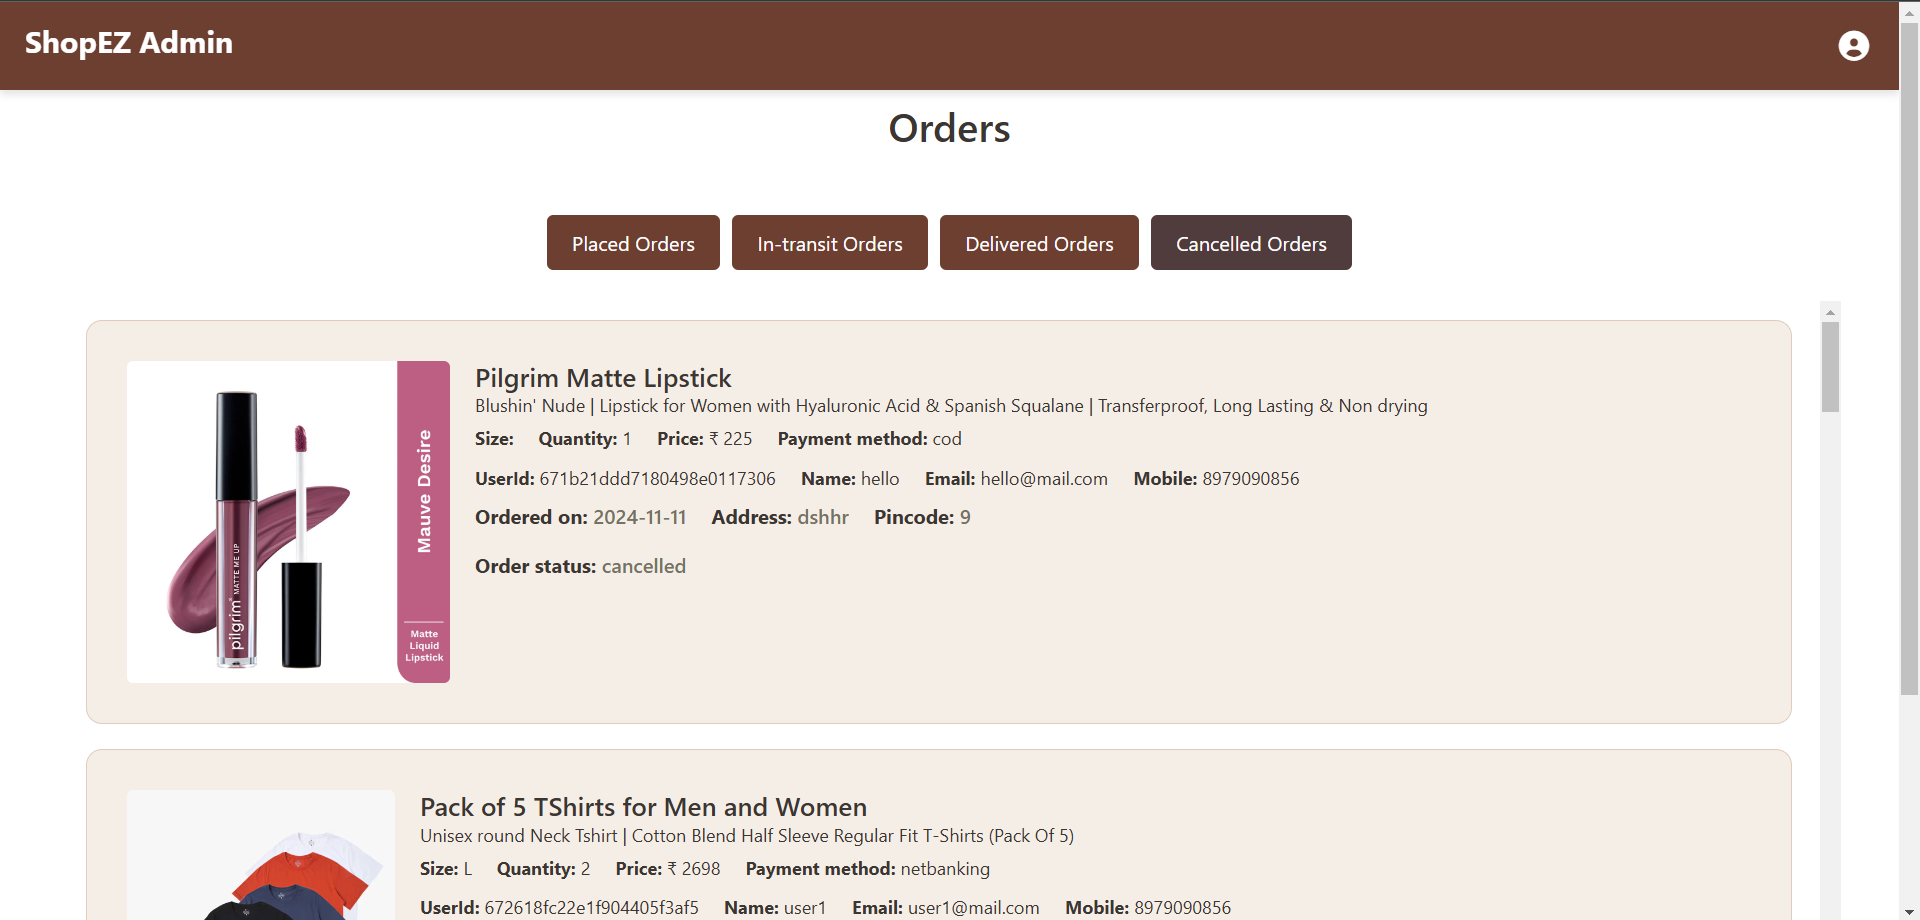 ShopEZ Admin
Orders
Placed Orders
In-transit Orders
Delivered Orders
Cancelled Orders
Pilgrim Matte Lipstick
Blushin' Nude | Lipstick for Women with Hyaluronic Acid & Spanish Squalane | Transferproof, Long Lasting & Non drying
Size: Quantity: 1 Price: ₹ 225 Payment method: cod
UserId: 671b21ddd7180498e0117306 Name: hello Email: hello@mail.com Mobile: 8979090856
Ordered on: 2024-11-11 Address: dshhr Pincode: 9
Order status: cancelled
Mauve Desire
Matte
Liquid
Lipstick
pilgrim® MATTE ME UP
Pack of 5 TShirts for Men and Women
Unisex round Neck Tshirt | Cotton Blend Half Sleeve Regular Fit T-Shirts (Pack Of 5)
Size: L Quantity: 2 Price: ₹ 2698 Payment method: netbanking
UserId: 672618fc22e1f904405f3af5 Name: user1 Email: user1@mail.com Mobile: 8979090856